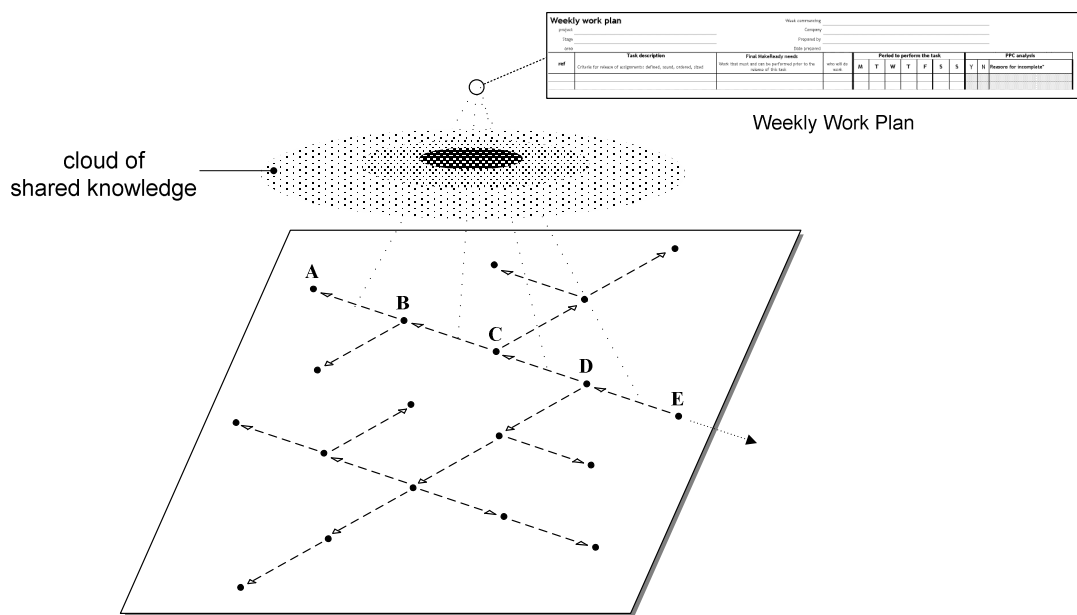 Weekly work plan
project
Stage
area
Week commencing
Company
Prepared by
Date prepared
ref
Task description
Criteria for release of assignments: defined, sound, ordered, sized
Final MakeReady needs
Work that must and can be performed prior to the
release of this task
who will do
work
Period to perform the task
M T W T F S S
PPC analysis
Y N Reasons for incomplete*
Weekly Work Plan
cloud of
shared knowledge
A
B
C
D
E